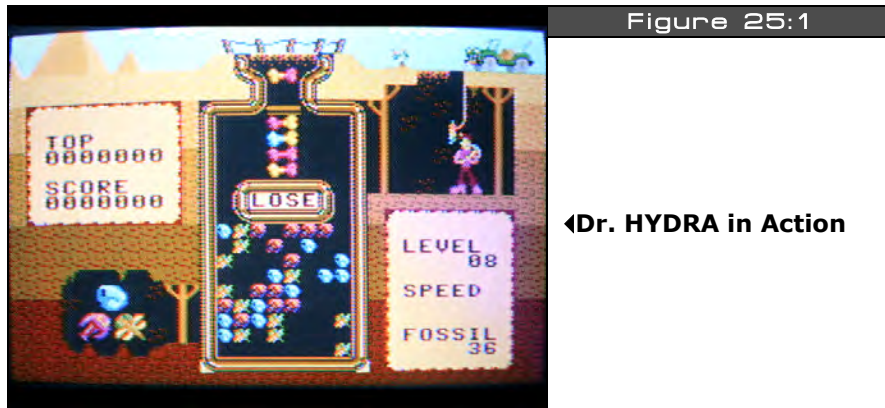 Figure 25:1
TOP
0000000
SCORE
0000000
LOSE
LEVEL
08
SPEED
FOSSIL
36
Dr. HYDRA in Action